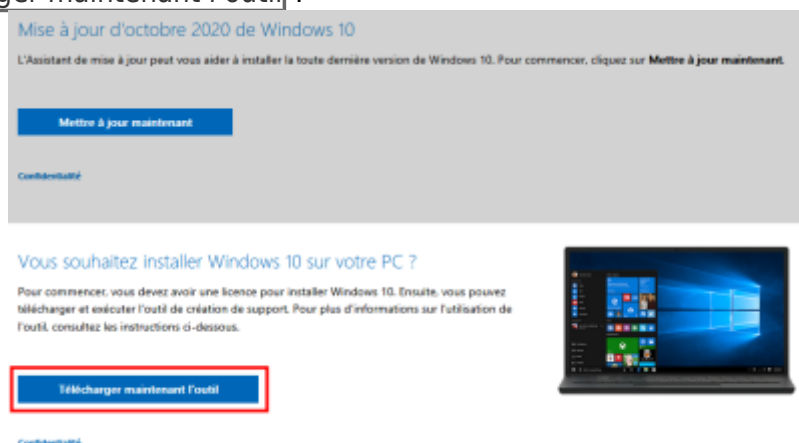 ger maintenant l'outil .
Mise à jour d'octobre 2020 de Windows 10
L'Assistant de mise à jour peut vous aider à installer la toute dernière version de Windows 10. Pour commencer, cliquez sur Mettre à jour maintenant.
Mettre à jour maintenant
Confidentialité
Vous souhaitez installer Windows 10 sur votre PC ?
Pour commencer, vous devez avoir une licence pour installer Windows 10. Ensuite, vous pouvez
télécharger et exécuter l'outil de création de support. Pour plus d'informations sur l'utilisation de
l'outil, consultez les instructions ci-dessous.
Télécharger maintenant l'outil
Confidentialité